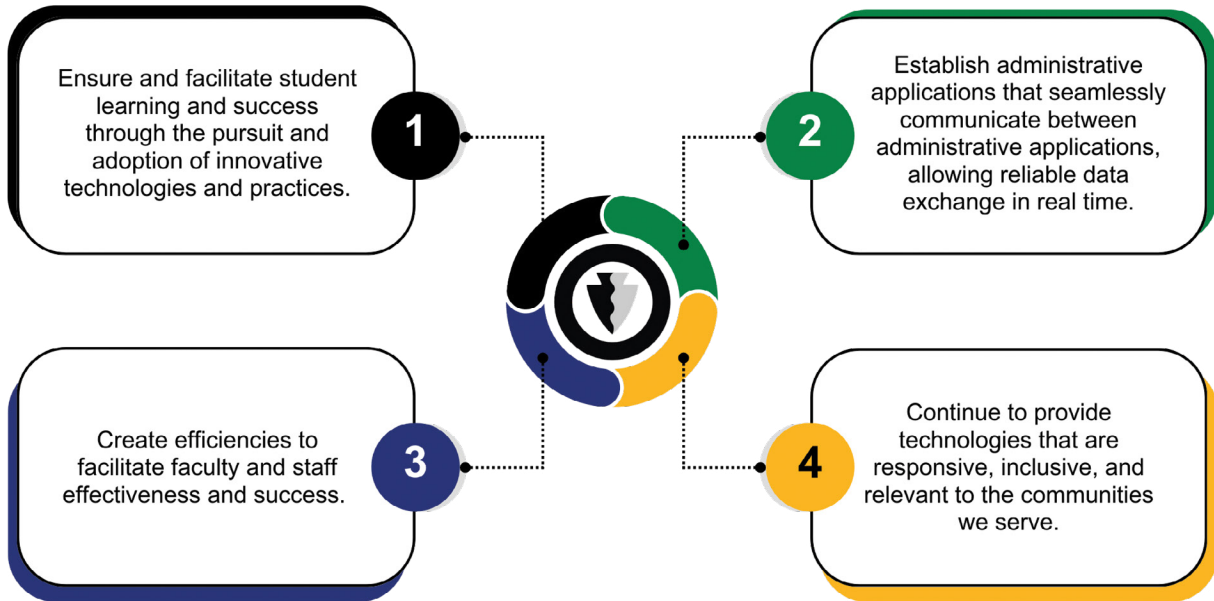 Ensure and facilitate student
learning and success
through the pursuit and
adoption of innovative
technologies and practices.
1
2
Establish administrative
applications that seamlessly
communicate between
administrative applications,
allowing reliable data
exchange in real time.
Create efficiencies to
facilitate faculty and staff
effectiveness and success.
3
4
Continue to provide
technologies that are
responsive, inclusive, and
relevant to the communities
we serve.